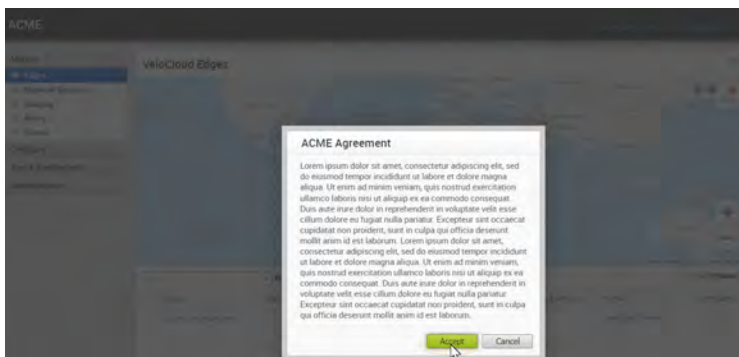 ACME
Monitor
Edges
VeloCloud Edges
Configure
ACME Agreement
Lorem ipsum dolor sit amet, consectetur adipiscing elit, sed
do eiusmod tempor incididunt ut labore et dolore magna
aliqua. Ut enim ad minim veniam, quis nostrud exercitation
ullamco laboris nisi ut aliquip ex ea commodo consequat.
Duis aute irure dolor in reprehenderit in voluptate velit esse
cillum dolore eu fugiat nulla pariatur. Excepteur sint occaecat
cupidatat non proident, sunt in culpa qui officia deserunt
mollit anim id est laborum. Lorem ipsum dolor sit amet,
consectetur adipiscing elit, sed do eiusmod tempor incididunt
ut labore et dolore magna aliqua. Ut enim ad minim veniam,
quis nostrud exercitation ullamco laboris nisi ut aliquip ex ea
commodo consequat. Duis aute irure dolor in reprehenderit in
voluptate velit esse cillum dolore eu fugiat nulla pariatur.
Excepteur sint occaecat cupidatat non proident, sunt in culpa
qui officia deserunt mollit anim id est laborum.
Accept
Cancel